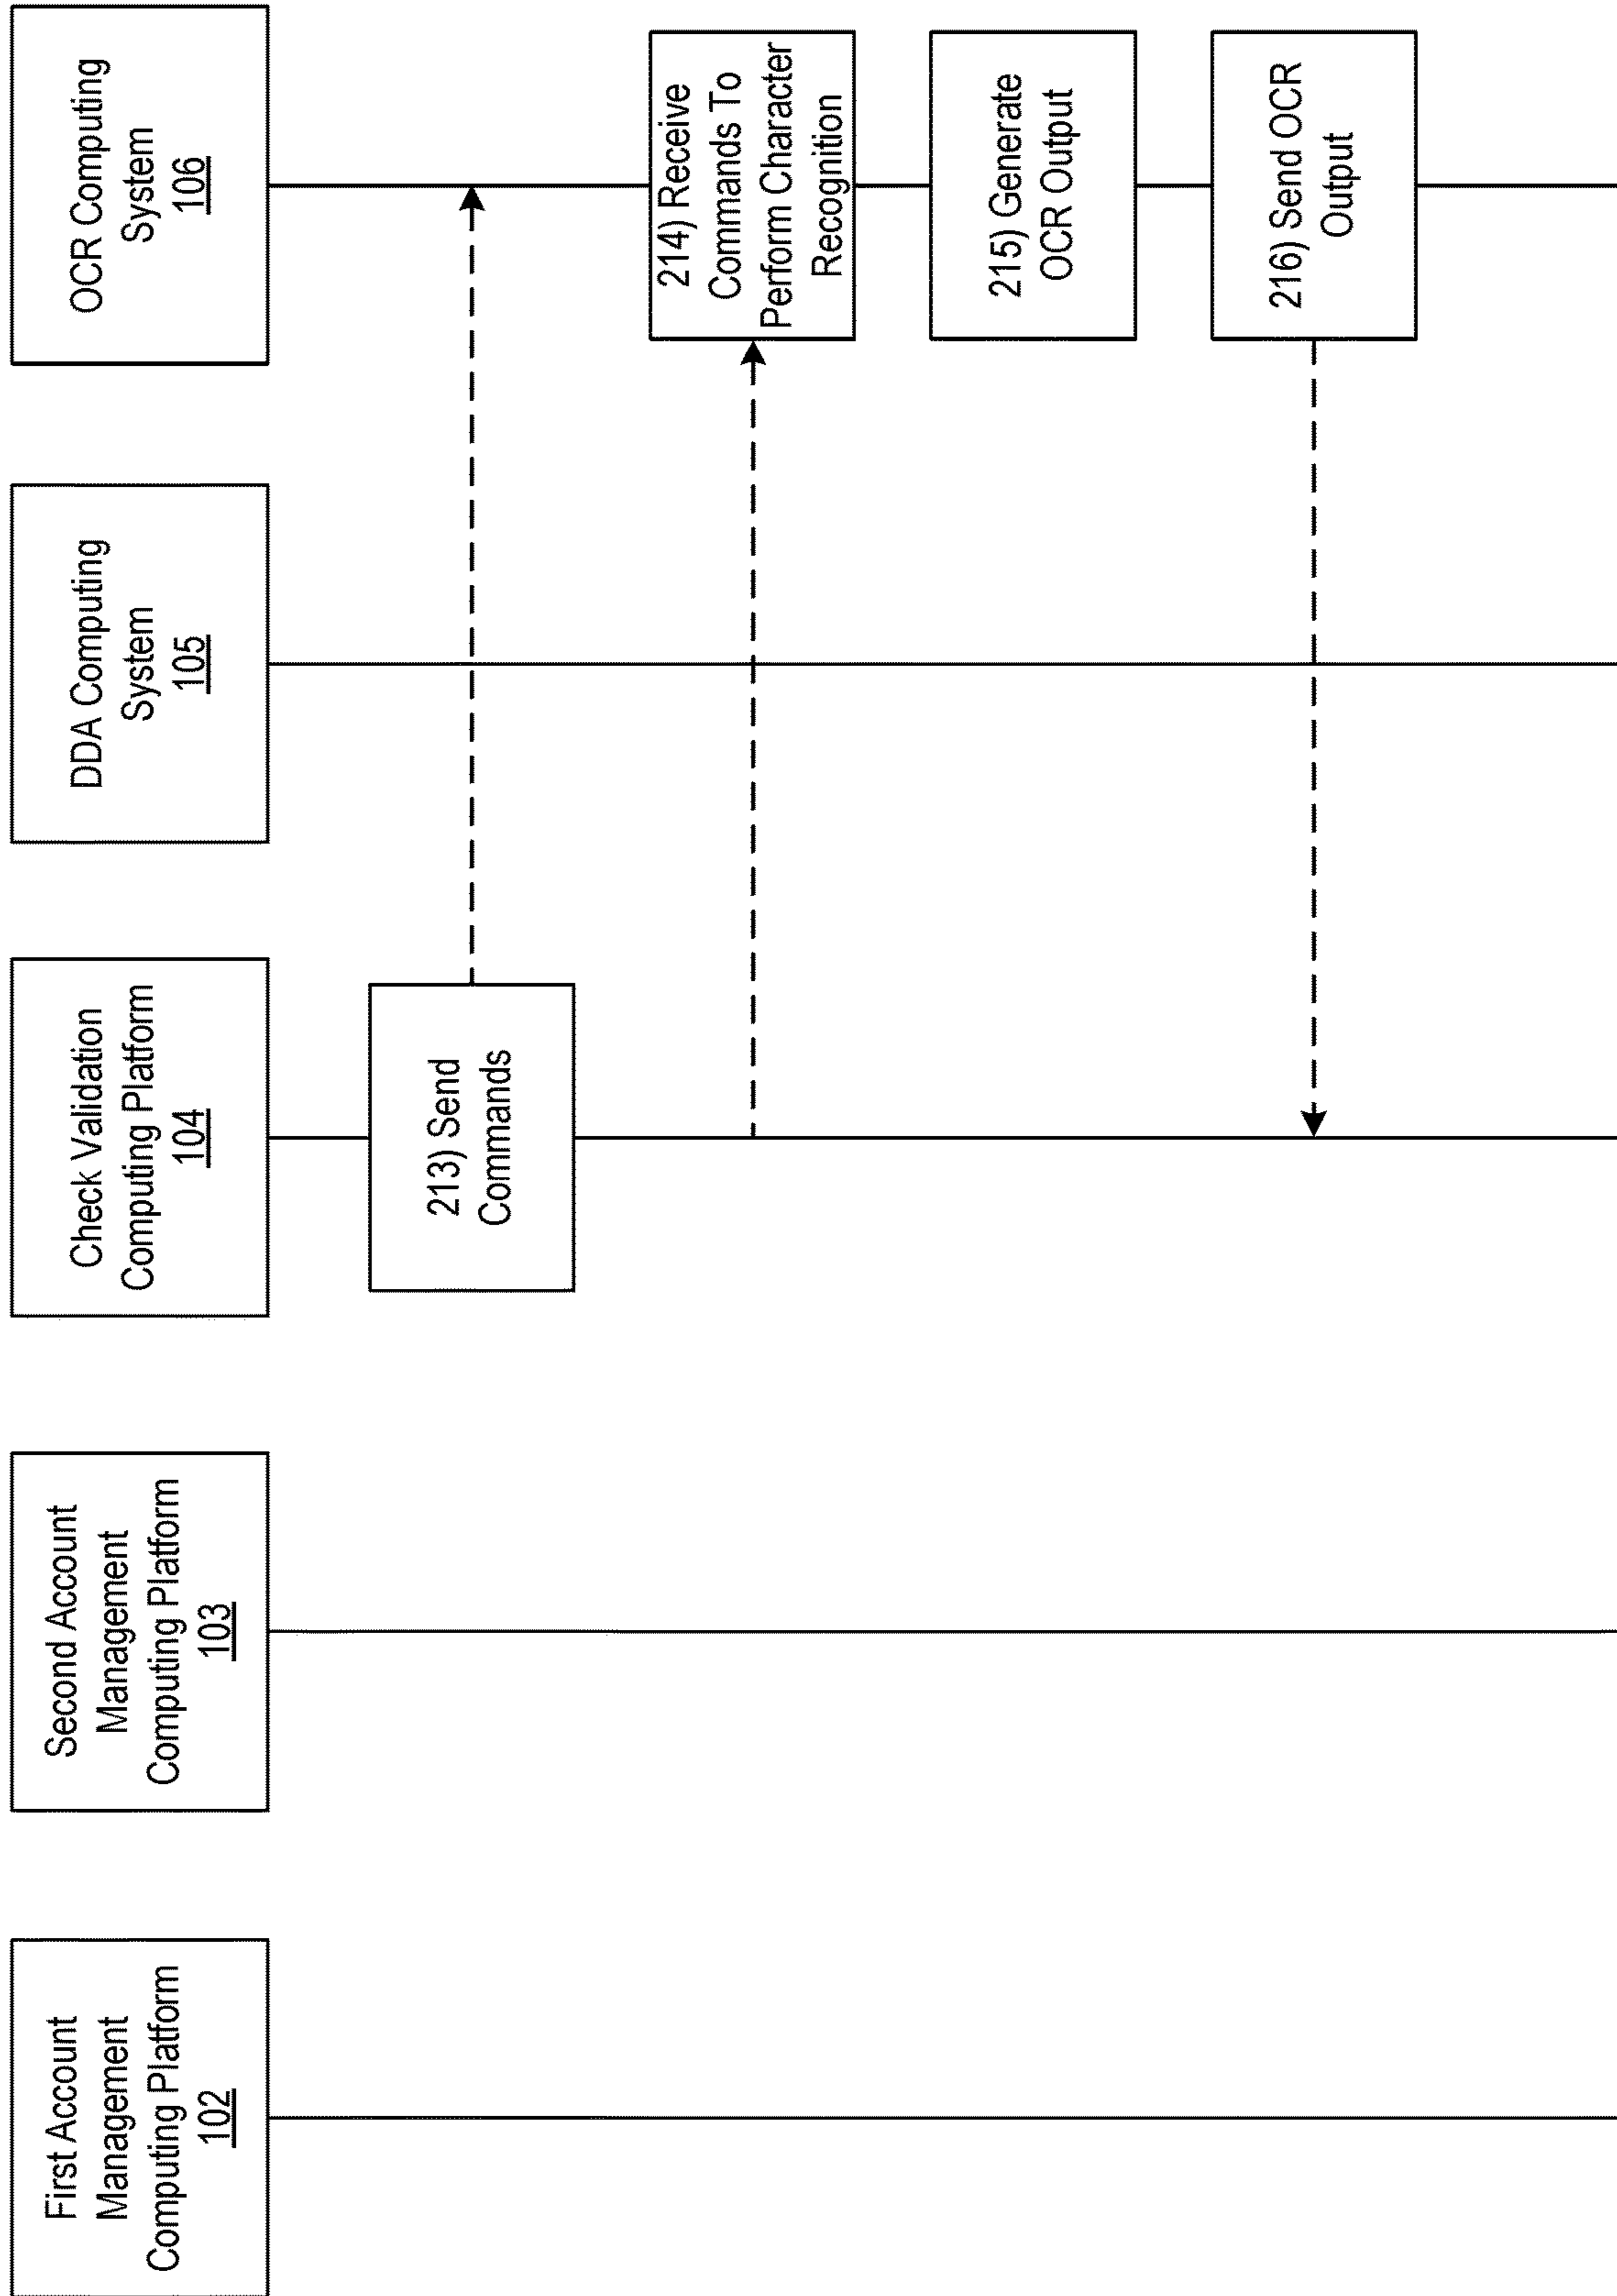 First Account
Management
Computing Platform
102
Second Account
Management
Computing Platform
103
Check Validation
Computing Platform
104
DDA Computing
System
105
OCR Computing
System
106
213) Send
Commands
214) Receive
Commands To
Perform Character
Recognition
215) Generate
OCR Output
216) Send OCR
Output